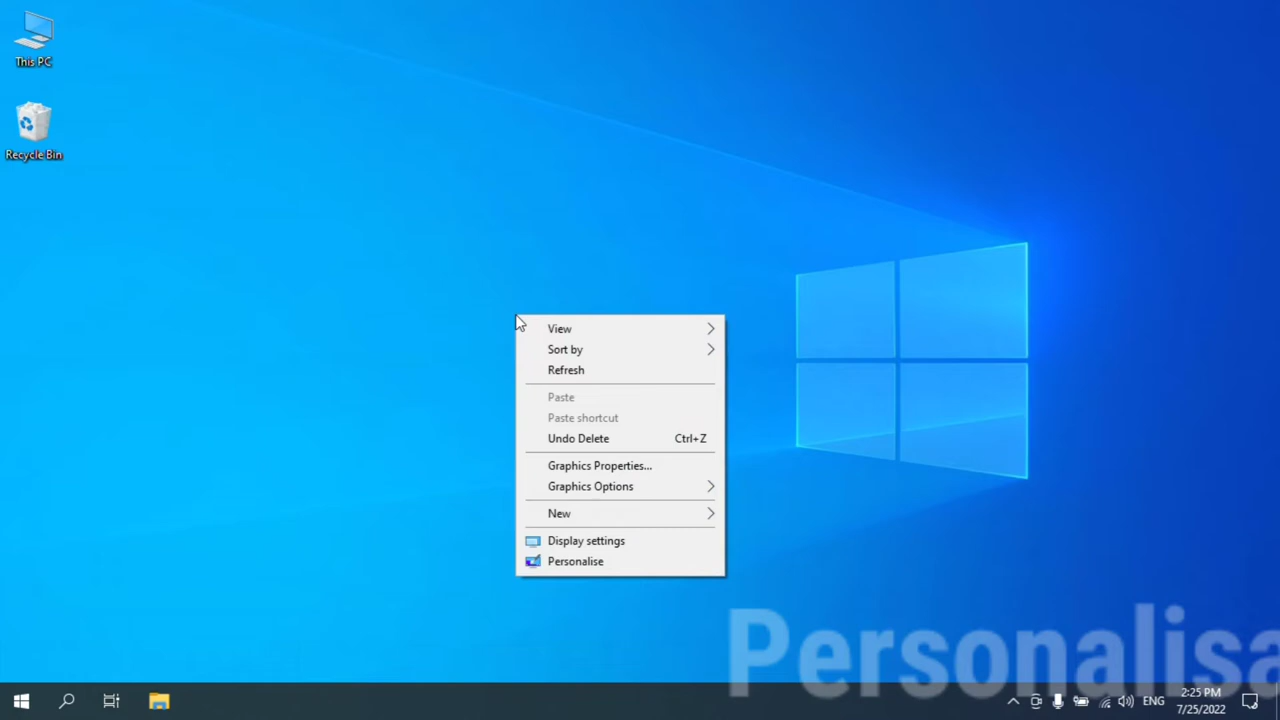 This PC
Recycle Bin
View
Sort by
Refresh
Paste
Paste shortcut
Undo Delete Ctrl+Z
Graphics Properties...
Graphics Options
New
Display settings
Personalise
Personalisa
ENG
2:25 PM
7/25/2022